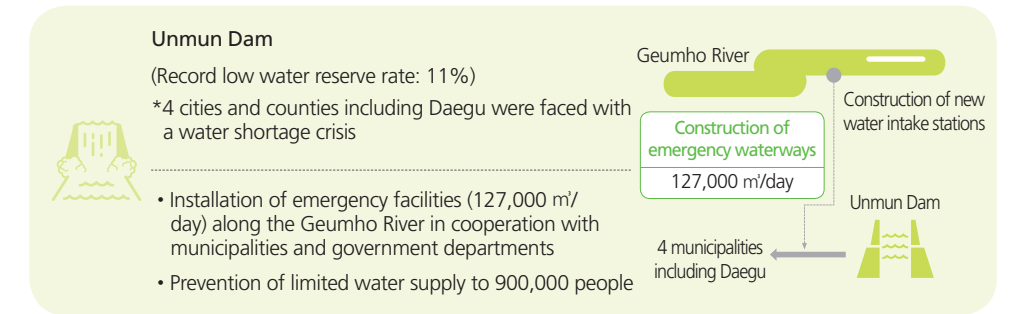 Unmun Dam
(Record low water reserve rate: 11%)
*4 cities and counties including Daegu were faced with
a water shortage crisis
• Installation of emergency facilities (127,000 ㎥/
day) along the Geumho River in cooperation with
municipalities and government departments
• Prevention of limited water supply to 900,000 people
Geumho River
Construction of new
water intake stations
Construction of
emergency waterways
127,000 ㎥/day
Unmun Dam
4 municipalities
including Daegu